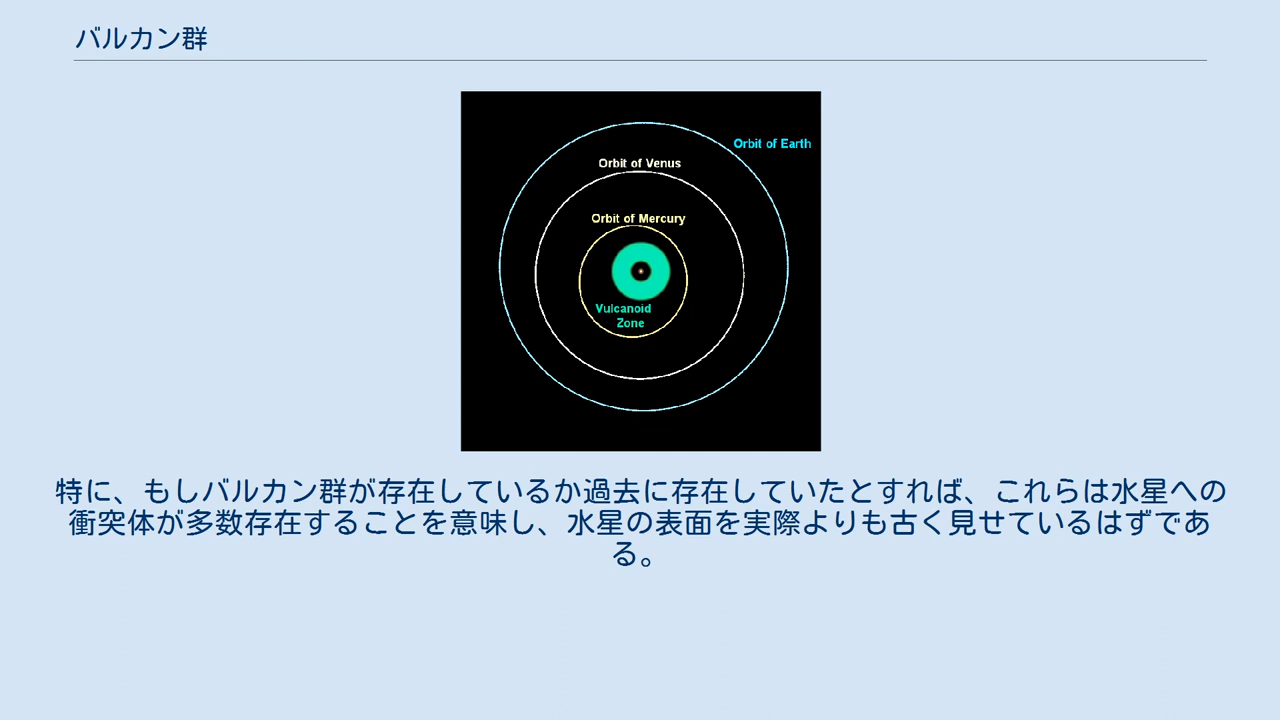 バルカン群
Orbit of Earth
Orbit of Venus
Orbit of Mercury
Vulcanoid
Zone
特に、もしバルカン群が存在しているか過去に存在していたとすれば、これらは水星への
衝突体が多数存在することを意味し、水星の表面を実際よりも古く見せているはずであ
る。